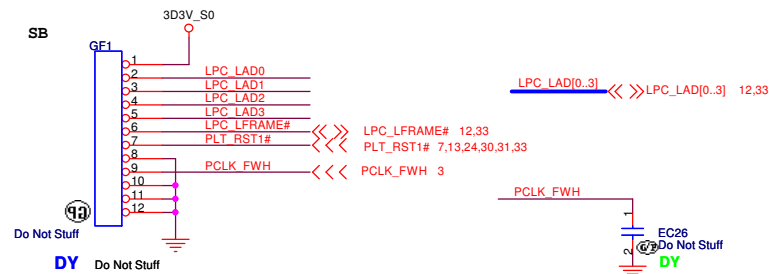 3D3V_S0
SB
GF1
1
2 LPC_LAD0
3 LPC_LAD1
4 LPC_LAD2
5 LPC_LAD3
6 LPC_LFRAME# LPC_LFRAME# 12,33
7 PLT_RST1# PLT_RST1# 7,13,24,30,31,33
8
9 PCLK_FWH PCLK_FWH 3
10
11
12
Do Not Stuff
DY Do Not Stuff
LPC_LAD[0..3] LPC_LAD[0..3] 12,33
PCLK_FWH
1
EC26
2 Do Not Stuff
DY